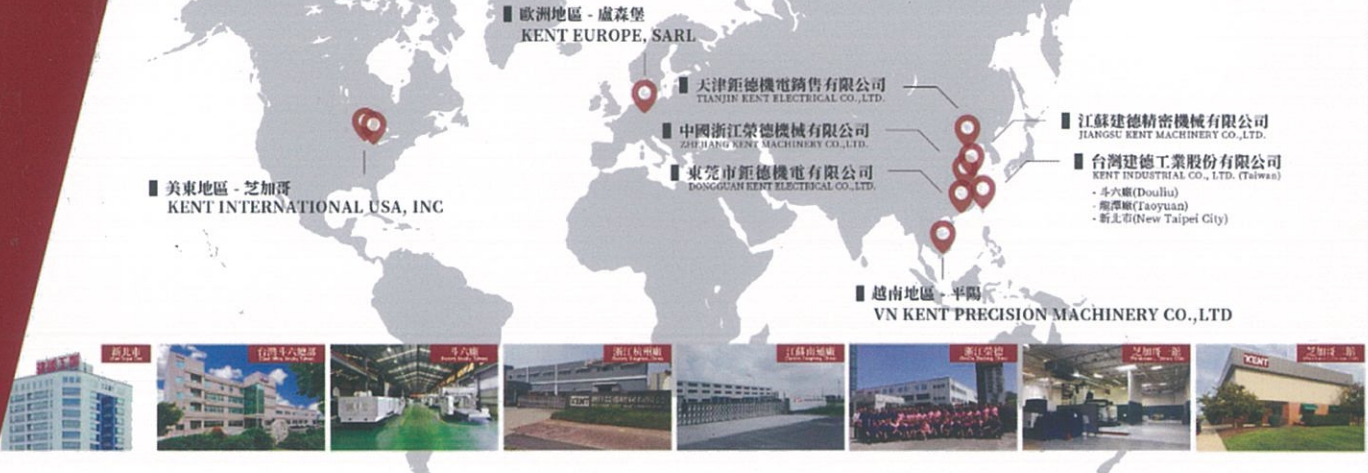 歐洲地區 - 盧森堡
KENT EUROPE, SARL
天津鉅德機電銷售有限公司
TIANJIN KENT ELECTRICAL CO.,LTD.
中國浙江榮德機械有限公司
ZHEJIANG KENT MACHINERY CO.,LTD.
東莞市鉅德機電有限公司
DONGGUAN KENT ELECTRICAL CO.,LTD.
江蘇建德精密機械有限公司
JIANGSU KENT MACHINERY CO.,LTD.
台灣建德工業股份有限公司
KENT INDUSTRIAL CO., LTD. (Taiwan)
- 斗六廠(Douliu)
- 龍潭廠(Taoyuan)
- 新北市(New Taipei City)
美東地區 - 芝加哥
KENT INTERNATIONAL USA, INC
越南地區 - 平陽
VN KENT PRECISION MACHINERY CO.,LTD
新北市
台灣斗六總部
斗六廠
浙江杭州廠
江蘇南通廠
浙江榮德
芝加哥一館
芝加哥二館
KENT
KENT